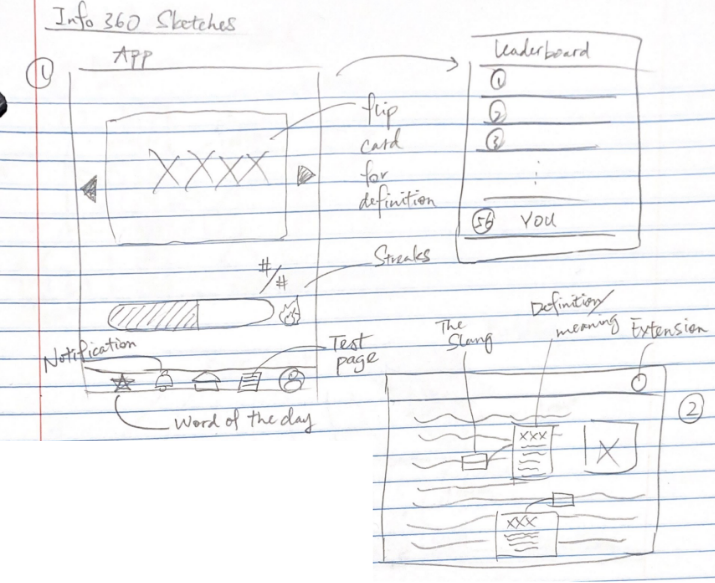 Info 360 Sketches
App
1
XXXX
flip
card
for
definition
#/#
Streaks
Notification
Test
page
Word of the day
Leaderboard
1
2
3
56 YOU
2
The
Slang
Definition/
meaning
Extension
XXX
X
XXX